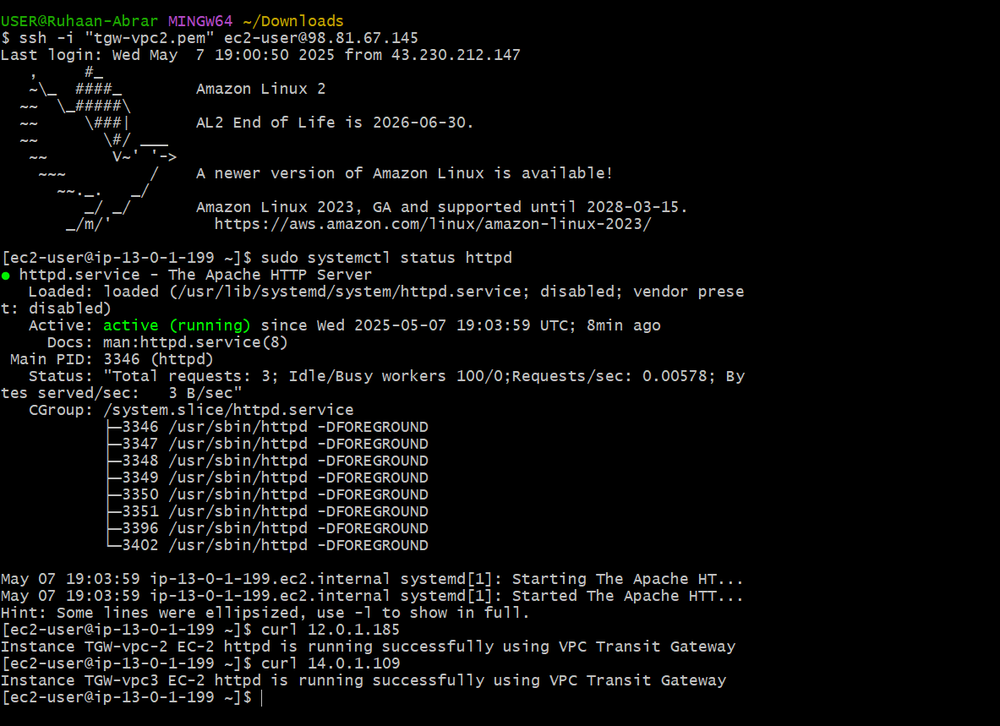 USER@Ruhaan-Abrar MINGW64 ~/Downloads
$ ssh -i "tgw-vpc2.pem" ec2-user@98.81.67.145
Last login: Wed May  7 19:00:50 2025 from 43.230.212.147
   ,     #_
   ~\_  ####_        Amazon Linux 2
  ~~  \_#####\
  ~~     \###|       AL2 End of Life is 2026-06-30.
  ~~       \#/ ___
   ~~       V~' '->
    ~~~         /    A newer version of Amazon Linux is available!
      ~~._.   _/
         _/ _/       Amazon Linux 2023, GA and supported until 2028-03-15.
       _/m/'           https://aws.amazon.com/linux/amazon-linux-2023/
[ec2-user@ip-13-0-1-199 ~]$ sudo systemctl status httpd
● httpd.service - The Apache HTTP Server
   Loaded: loaded (/usr/lib/systemd/system/httpd.service; disabled; vendor prese
t: disabled)
   Active: active (running) since Wed 2025-05-07 19:03:59 UTC; 8min ago
     Docs: man:httpd.service(8)
 Main PID: 3346 (httpd)
   Status: "Total requests: 3; Idle/Busy workers 100/0;Requests/sec: 0.00578; By
tes served/sec:   3 B/sec"
   CGroup: /system.slice/httpd.service
           ├─3346 /usr/sbin/httpd -DFOREGROUND
           ├─3347 /usr/sbin/httpd -DFOREGROUND
           ├─3348 /usr/sbin/httpd -DFOREGROUND
           ├─3349 /usr/sbin/httpd -DFOREGROUND
           ├─3350 /usr/sbin/httpd -DFOREGROUND
           ├─3351 /usr/sbin/httpd -DFOREGROUND
           ├─3396 /usr/sbin/httpd -DFOREGROUND
           └─3402 /usr/sbin/httpd -DFOREGROUND
May 07 19:03:59 ip-13-0-1-199.ec2.internal systemd[1]: Starting The Apache HT...
May 07 19:03:59 ip-13-0-1-199.ec2.internal systemd[1]: Started The Apache HTT...
Hint: Some lines were ellipsized, use -l to show in full.
[ec2-user@ip-13-0-1-199 ~]$ curl 12.0.1.185
Instance TGW-vpc-2 EC-2 httpd is running successfully using VPC Transit Gateway
[ec2-user@ip-13-0-1-199 ~]$ curl 14.0.1.109
Instance TGW-vpc3 EC-2 httpd is running successfully using VPC Transit Gateway
[ec2-user@ip-13-0-1-199 ~]$